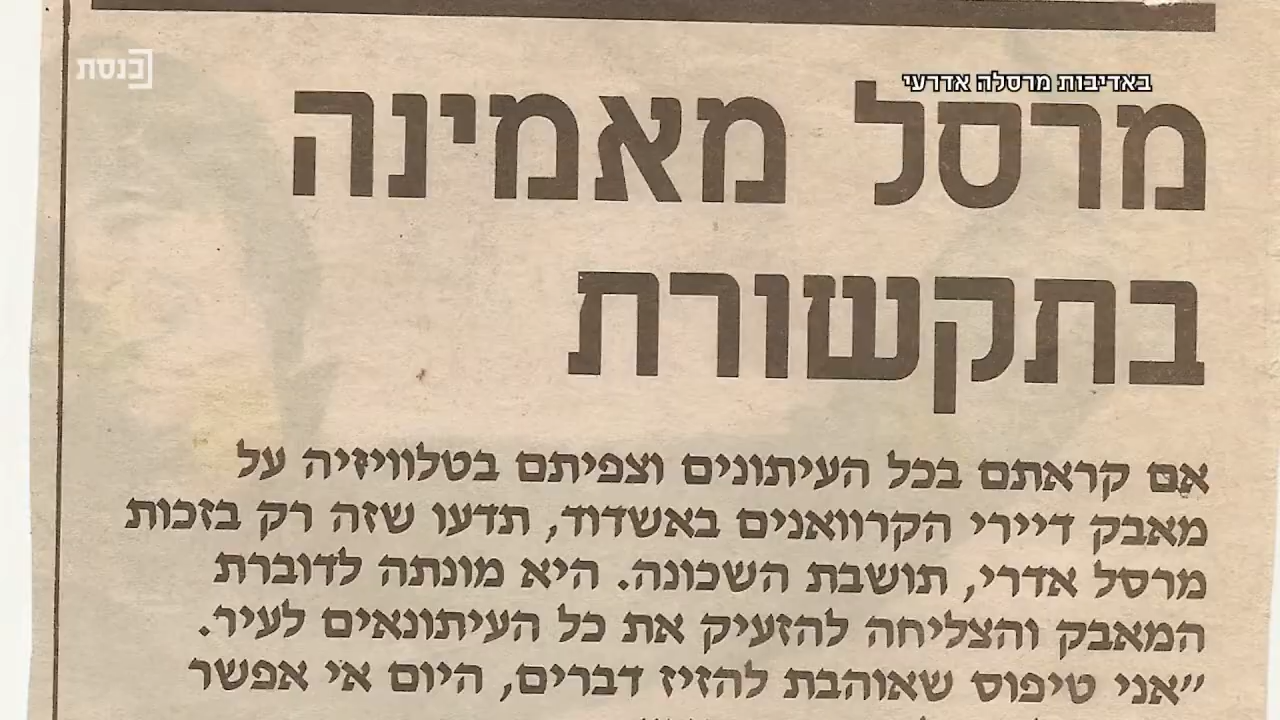 כנסת
באדיבות מרסלה אדרעי
מרסל מאמינה
בתקשורת
אם קראתם בכל העיתונים וצפיתם בטלוויזיה על
מאבק דיירי הקרוואנים באשדוד, תדעו שזה רק בזכות
מרסל אדרי, תושבת השכונה. היא מונתה לדוברת
המאבק והצליחה להזעיק את כל העיתונאים לעיר.
״אני טיפוס שאוהבת להזיז דברים, היום אי אפשר